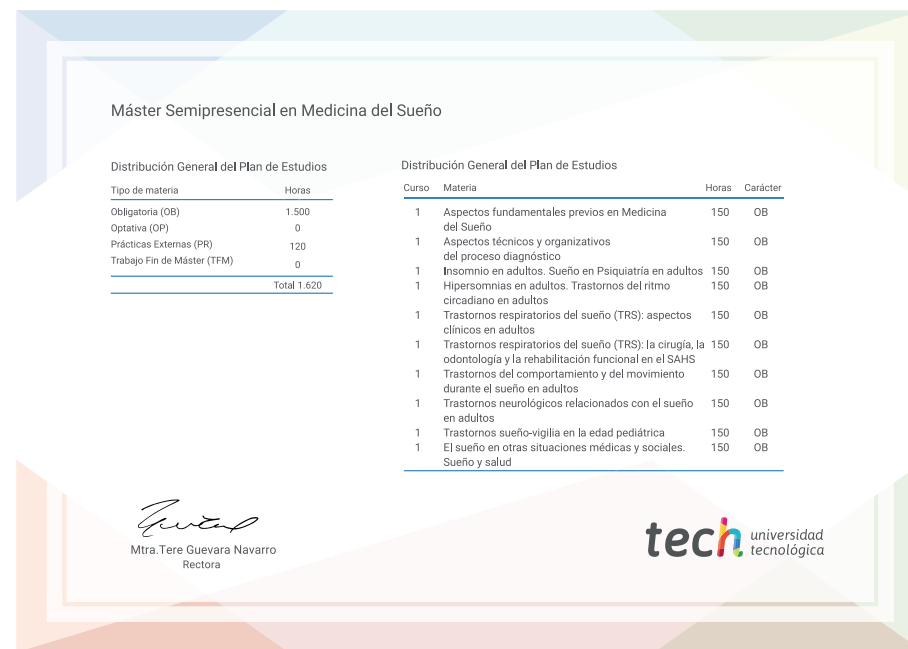 Máster Semipresencial en Medicina del Sueño
Distribución General del Plan de Estudios
Tipo de materia Horas
Obligatoria (OB) 1.500
Optativa (OP) 0
Prácticas Externas (PR) 120
Trabajo Fin de Máster (TFM) 0
Total 1.620
Distribución General del Plan de Estudios
Curso Materia Horas Carácter
1 Aspectos fundamentales previos en Medicina 150 OB
del Sueño
1 Aspectos técnicos y organizativos 150 OB
del proceso diagnóstico
1 Insomnio en adultos. Sueño en Psiquiatría en adultos 150 OB
1 Hipersomnias en adultos. Trastornos del ritmo 150 OB
circadiano en adultos
1 Trastornos respiratorios del sueño (TRS): aspectos 150 OB
clínicos en adultos
1 Trastornos respiratorios del sueño (TRS): la cirugía, la 150 OB
odontología y la rehabilitación funcional en el SAHS
1 Trastornos del comportamiento y del movimiento 150 OB
durante el sueño en adultos
1 Trastornos neurológicos relacionados con el sueño 150 OB
en adultos
1 Trastornos sueño-vigilia en la edad pediátrica 150 OB
1 El sueño en otras situaciones médicas y sociales. 150 OB
Sueño y salud
Mtra.Tere Guevara Navarro
Rectora
tech universidad
tecnológica